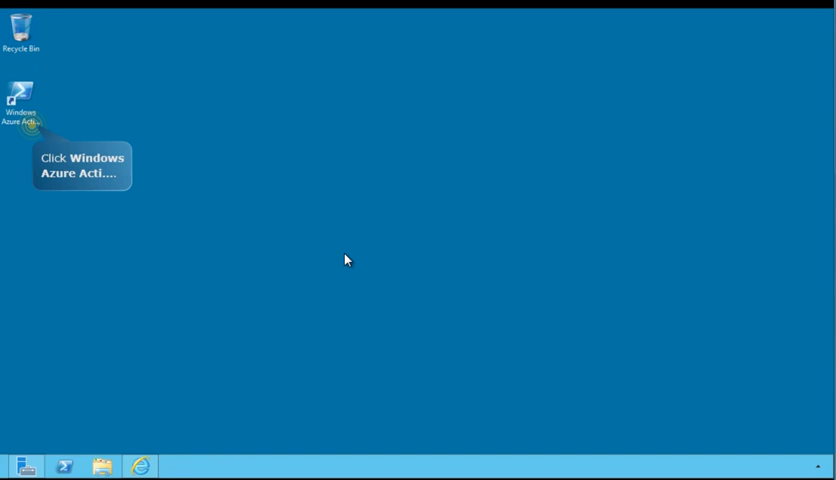 Recycle Bin
Windows
Azure Acti...
Click Windows
Azure Acti....